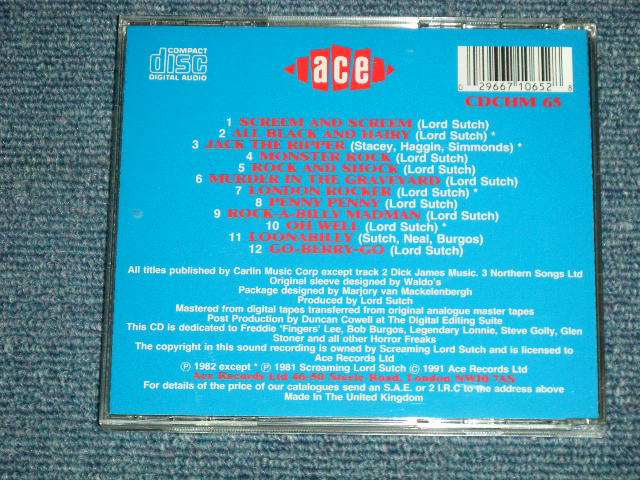 COMPACT
disc
DIGITAL AUDIO
ace
0 29667 10652 8
CDCHM 65
1 SCREEM AND SCREEM (Lord Sutch)
2 ALL BLACK AND HAIRY (Lord Sutch) *
3 JACK THE RIPPER (Stacey, Haggin, Simmonds) *
4 MONSTER ROCK (Lord Sutch)
5 ROCK AND SHOCK (Lord Sutch)
6 MURDER IN THE GRAVEYARD (Lord Sutch)
7 LONDON ROCKER (Lord Sutch) *
8 PENNY PENNY (Lord Sutch)
9 ROCK-A-BILLY MADMAN (Lord Sutch)
10 OH WELL (Lord Sutch) *
11 LOONABILLY (Sutch, Neal, Burgos)
12 GO-BERRY-GO (Lord Sutch)
All titles published by Carlin Music Corp except track 2 Dick James Music. 3 Northern Songs Ltd
Original sleeve designed by Waldo's
Package designed by Marjory van Mackelenbergh
Produced by Lord Sutch
Mastered from digital tapes transferred from original analogue master tapes
Post Production by Duncan Cowell at The Digital Editing Suite
This CD is dedicated to Freddie 'Fingers' Lee, Bob Burgos, Legendary Lonnie, Steve Golly, Glen
Stoner and all other Horror Freaks
The copyright in this sound recording is owned by Screaming Lord Sutch and is licensed to
Ace Records Ltd
℗ 1982 except * ℗ 1981 Screaming Lord Sutch © 1991 Ace Records Ltd
Ace Records Ltd 46-50 Steele Road, London NW10 7AS
For details of the price of our catalogues send an S.A.E. or 2 I.R.C to the address above
Made In The United Kingdom